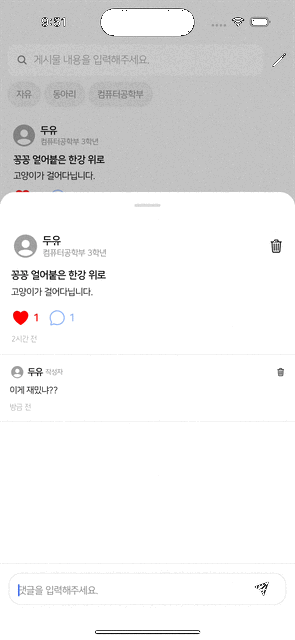 9:51
게시물 내용을 입력해주세요.
자유 동아리 컴퓨터공학부
두유
컴퓨터공학부 3학년
꽁꽁 얼어붙은 한강 위로
고양이가 걸어다닙니다.
두유
컴퓨터공학부 3학년
꽁꽁 얼어붙은 한강 위로
고양이가 걸어다닙니다.
1 1
2시간 전
두유 작성자
이게 재밌냐??
방금 전
댓글을 입력해주세요.